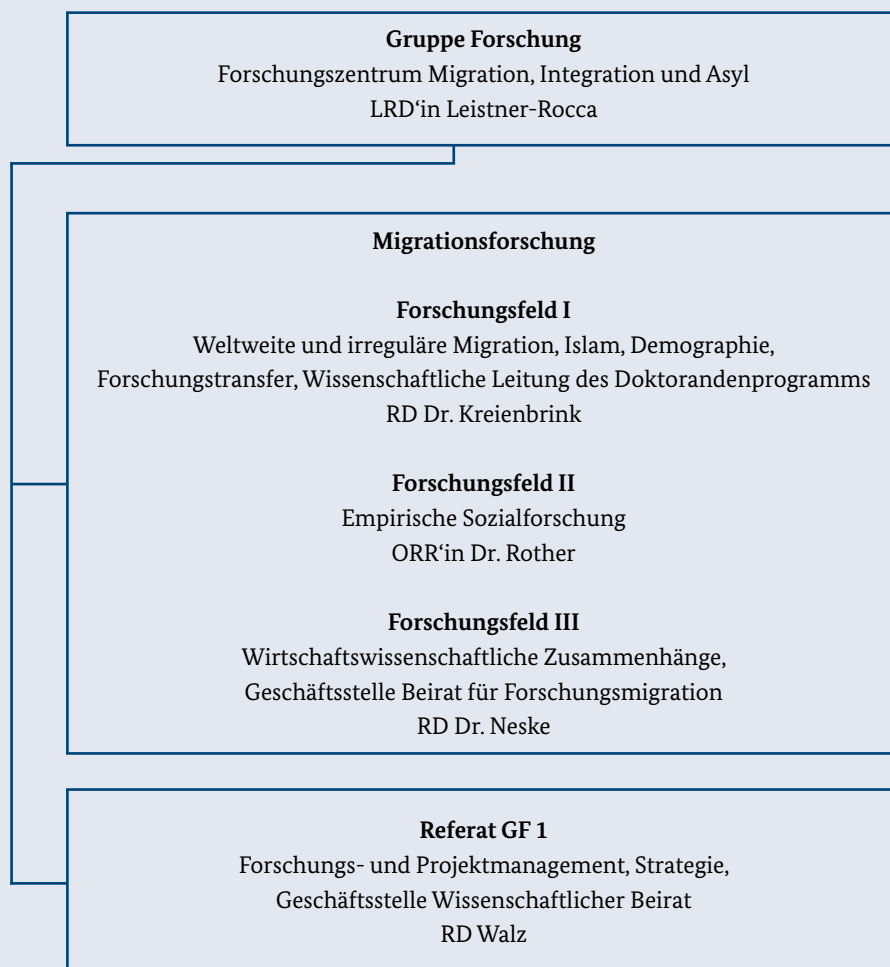 Gruppe Forschung
Forschungszentrum Migration, Integration und Asyl
LRD‘in Leistner-Rocca
Migrationsforschung
Forschungsfeld I
Weltweite und irreguläre Migration, Islam, Demographie,
Forschungstransfer, Wissenschaftliche Leitung des Doktorandenprogramms
RD Dr. Kreienbrink
Forschungsfeld II
Empirische Sozialforschung
ORR‘in Dr. Rother
Forschungsfeld III
Wirtschaftswissenschaftliche Zusammenhänge,
Geschäftsstelle Beirat für Forschungsmigration
RD Dr. Neske
Referat GF 1
Forschungs- und Projektmanagement, Strategie,
Geschäftsstelle Wissenschaftlicher Beirat
RD Walz